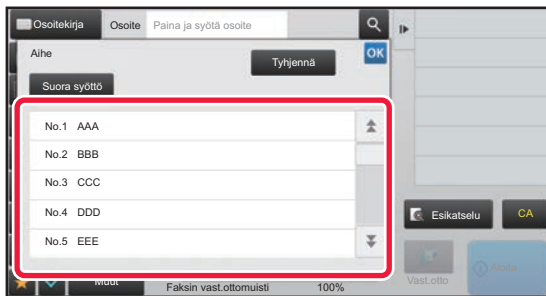 Osoitekirja Osoite Paina ja syötä osoite
Aihe Tyhjennä OK
Suora syöttö
No.1 AAA
No.2 BBB
No.3 CCC
No.4 DDD
No.5 EEE
Esikatselu CA
Muut Faksin vast.ottomuisti 100%
Vast.otto Aloita